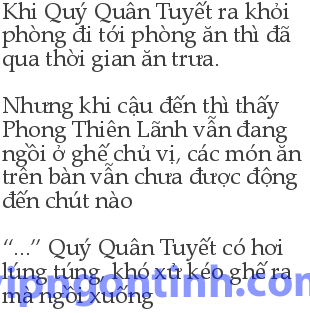 Khi Quý Quân Tuyết ra khỏi
phòng đi tới phòng ăn thì đã
qua thời gian ăn trưa.
Nhưng khi cậu đến thì thấy
Phong Thiên Lãnh vẫn đang
ngồi ở ghế chủ vị, các món ăn
trên bàn vẫn chưa được động
đến chút nào
“...” Quý Quân Tuyết có hơi
lúng túng, khó xử kéo ghế ra
mà ngồi xuống
vipngontinh.com